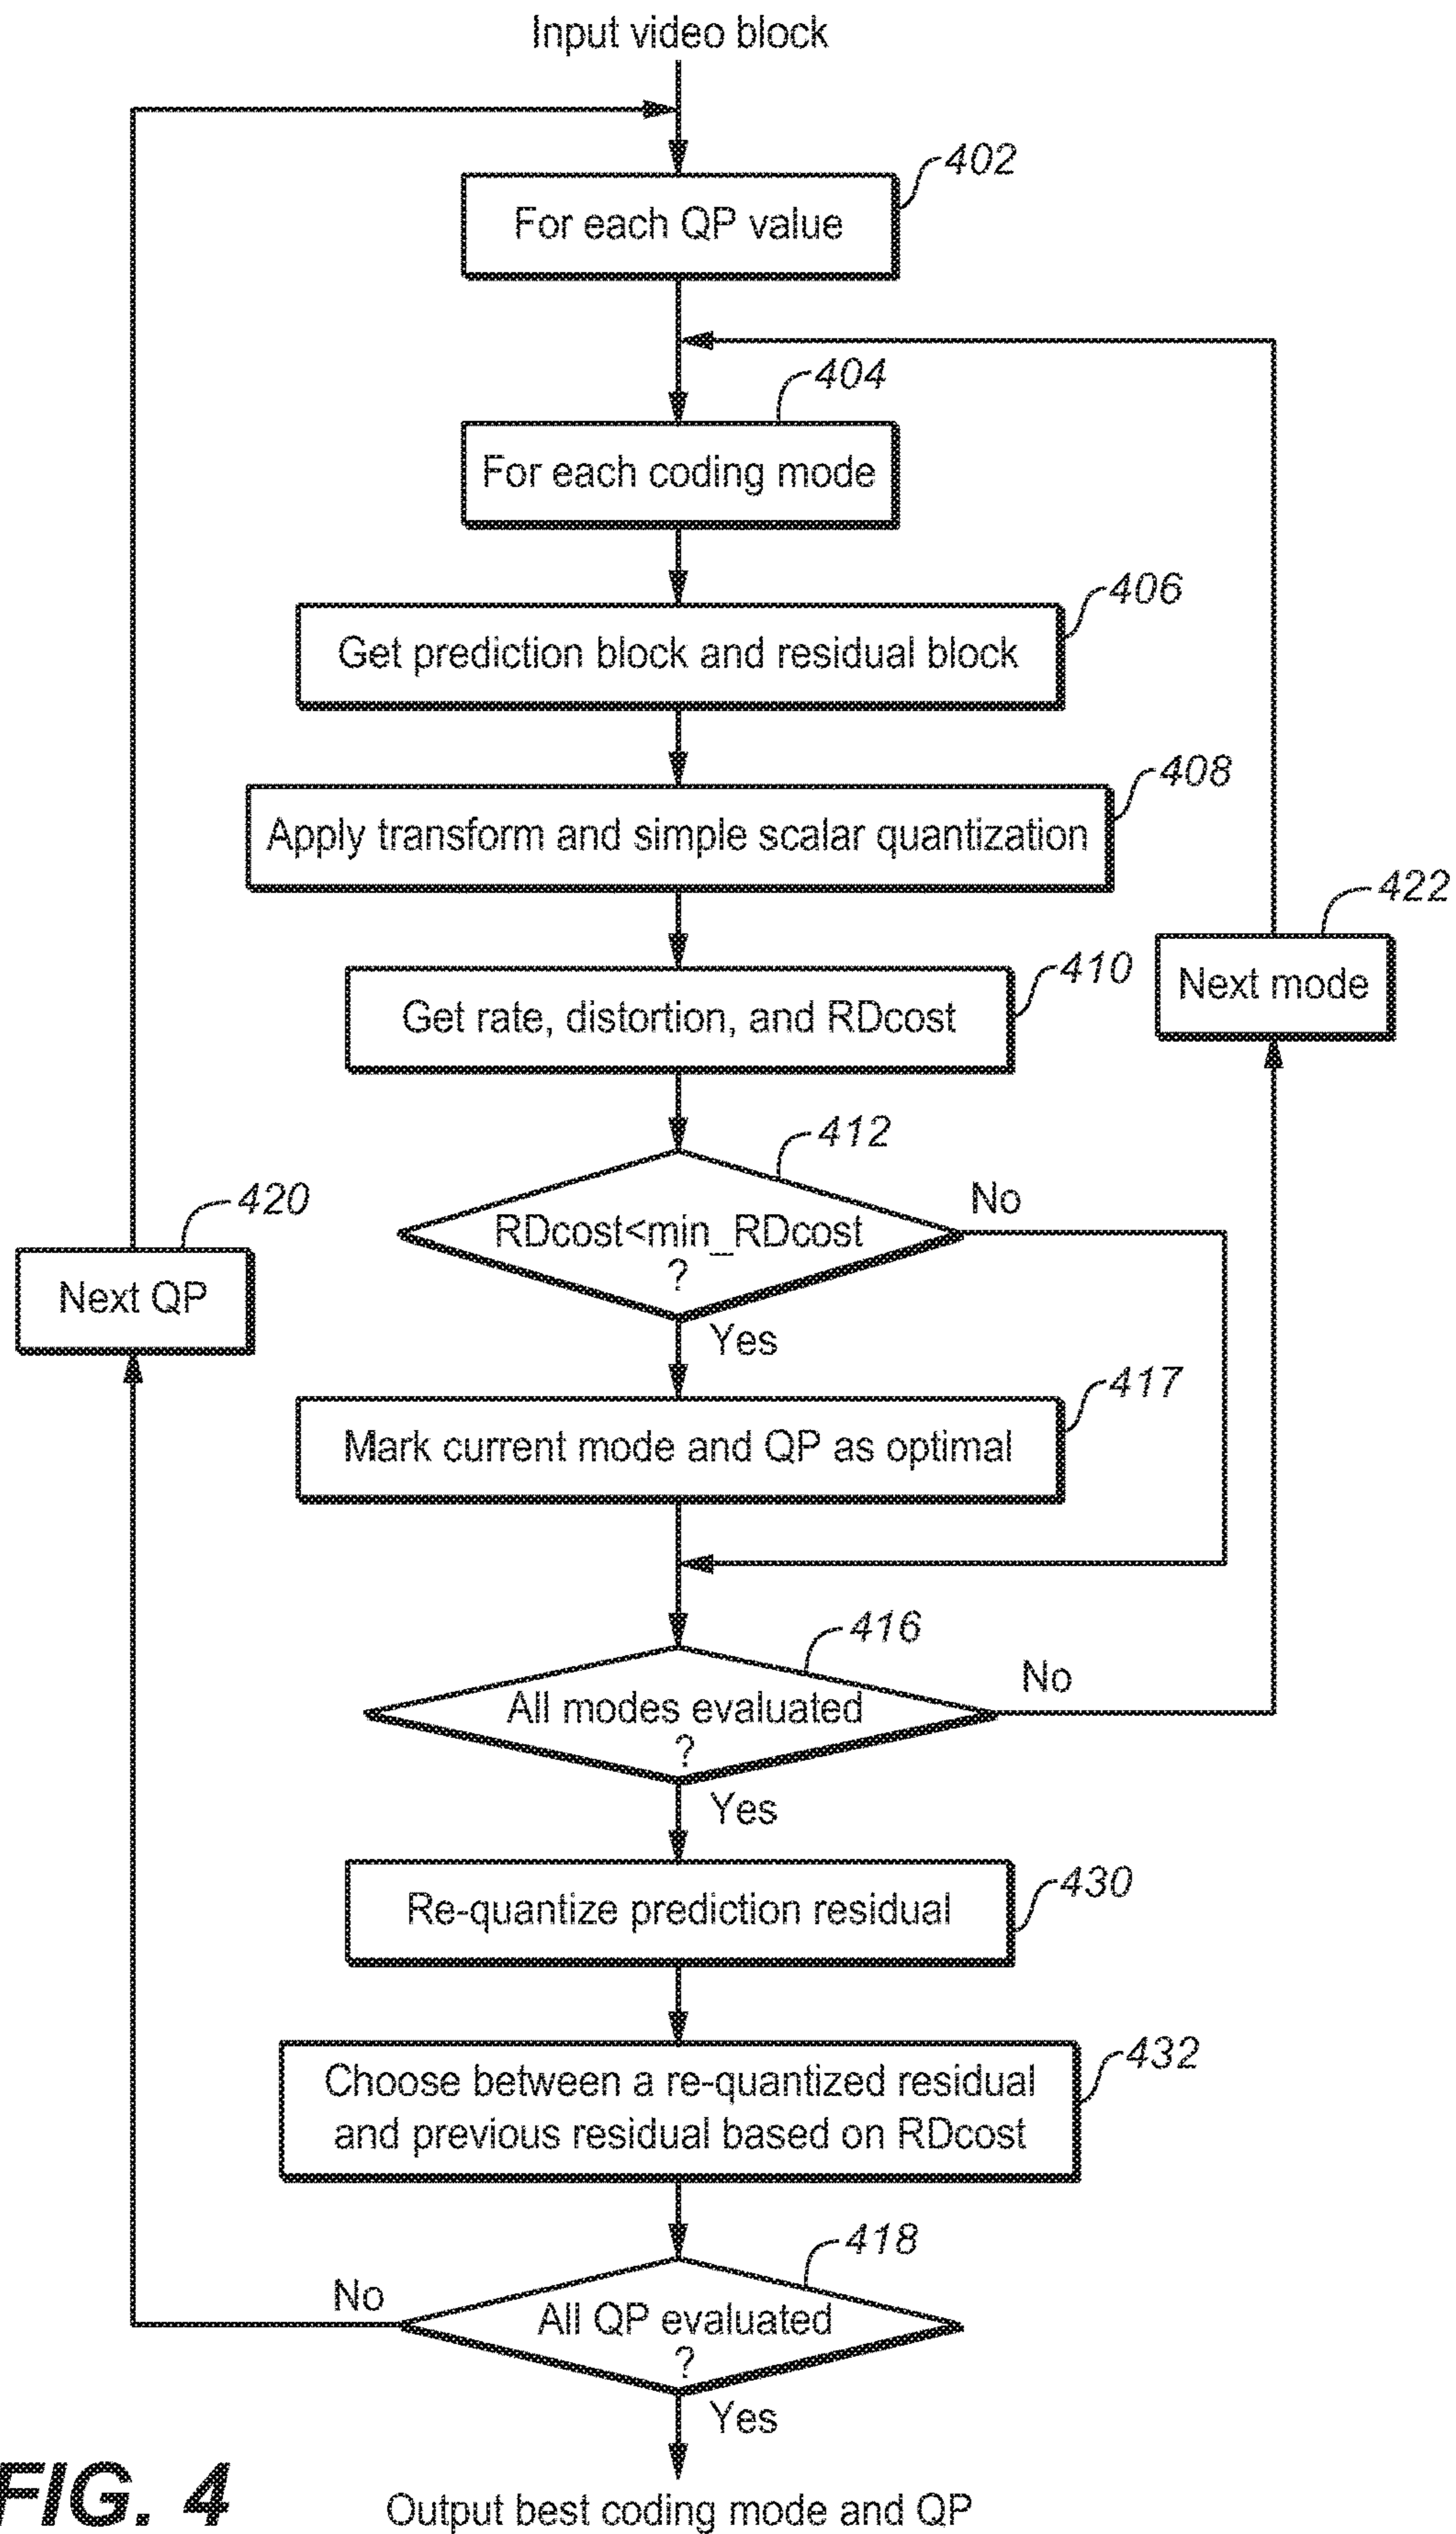 Input video block
402
For each QP value
404
For each coding mode
406
Get prediction block and residual block
408
Apply transform and simple scalar quantization
422
Next mode
410
Get rate, distortion, and RDcost
412
RDcost<min_RDcost
?
No
Yes
420
Next QP
417
Mark current mode and QP as optimal
416
All modes evaluated
?
No
Yes
430
Re-quantize prediction residual
432
Choose between a re-quantized residual
and previous residual based on RDcost
418
All QP evaluated
?
No
Yes
Output best coding mode and QP
FIG. 4